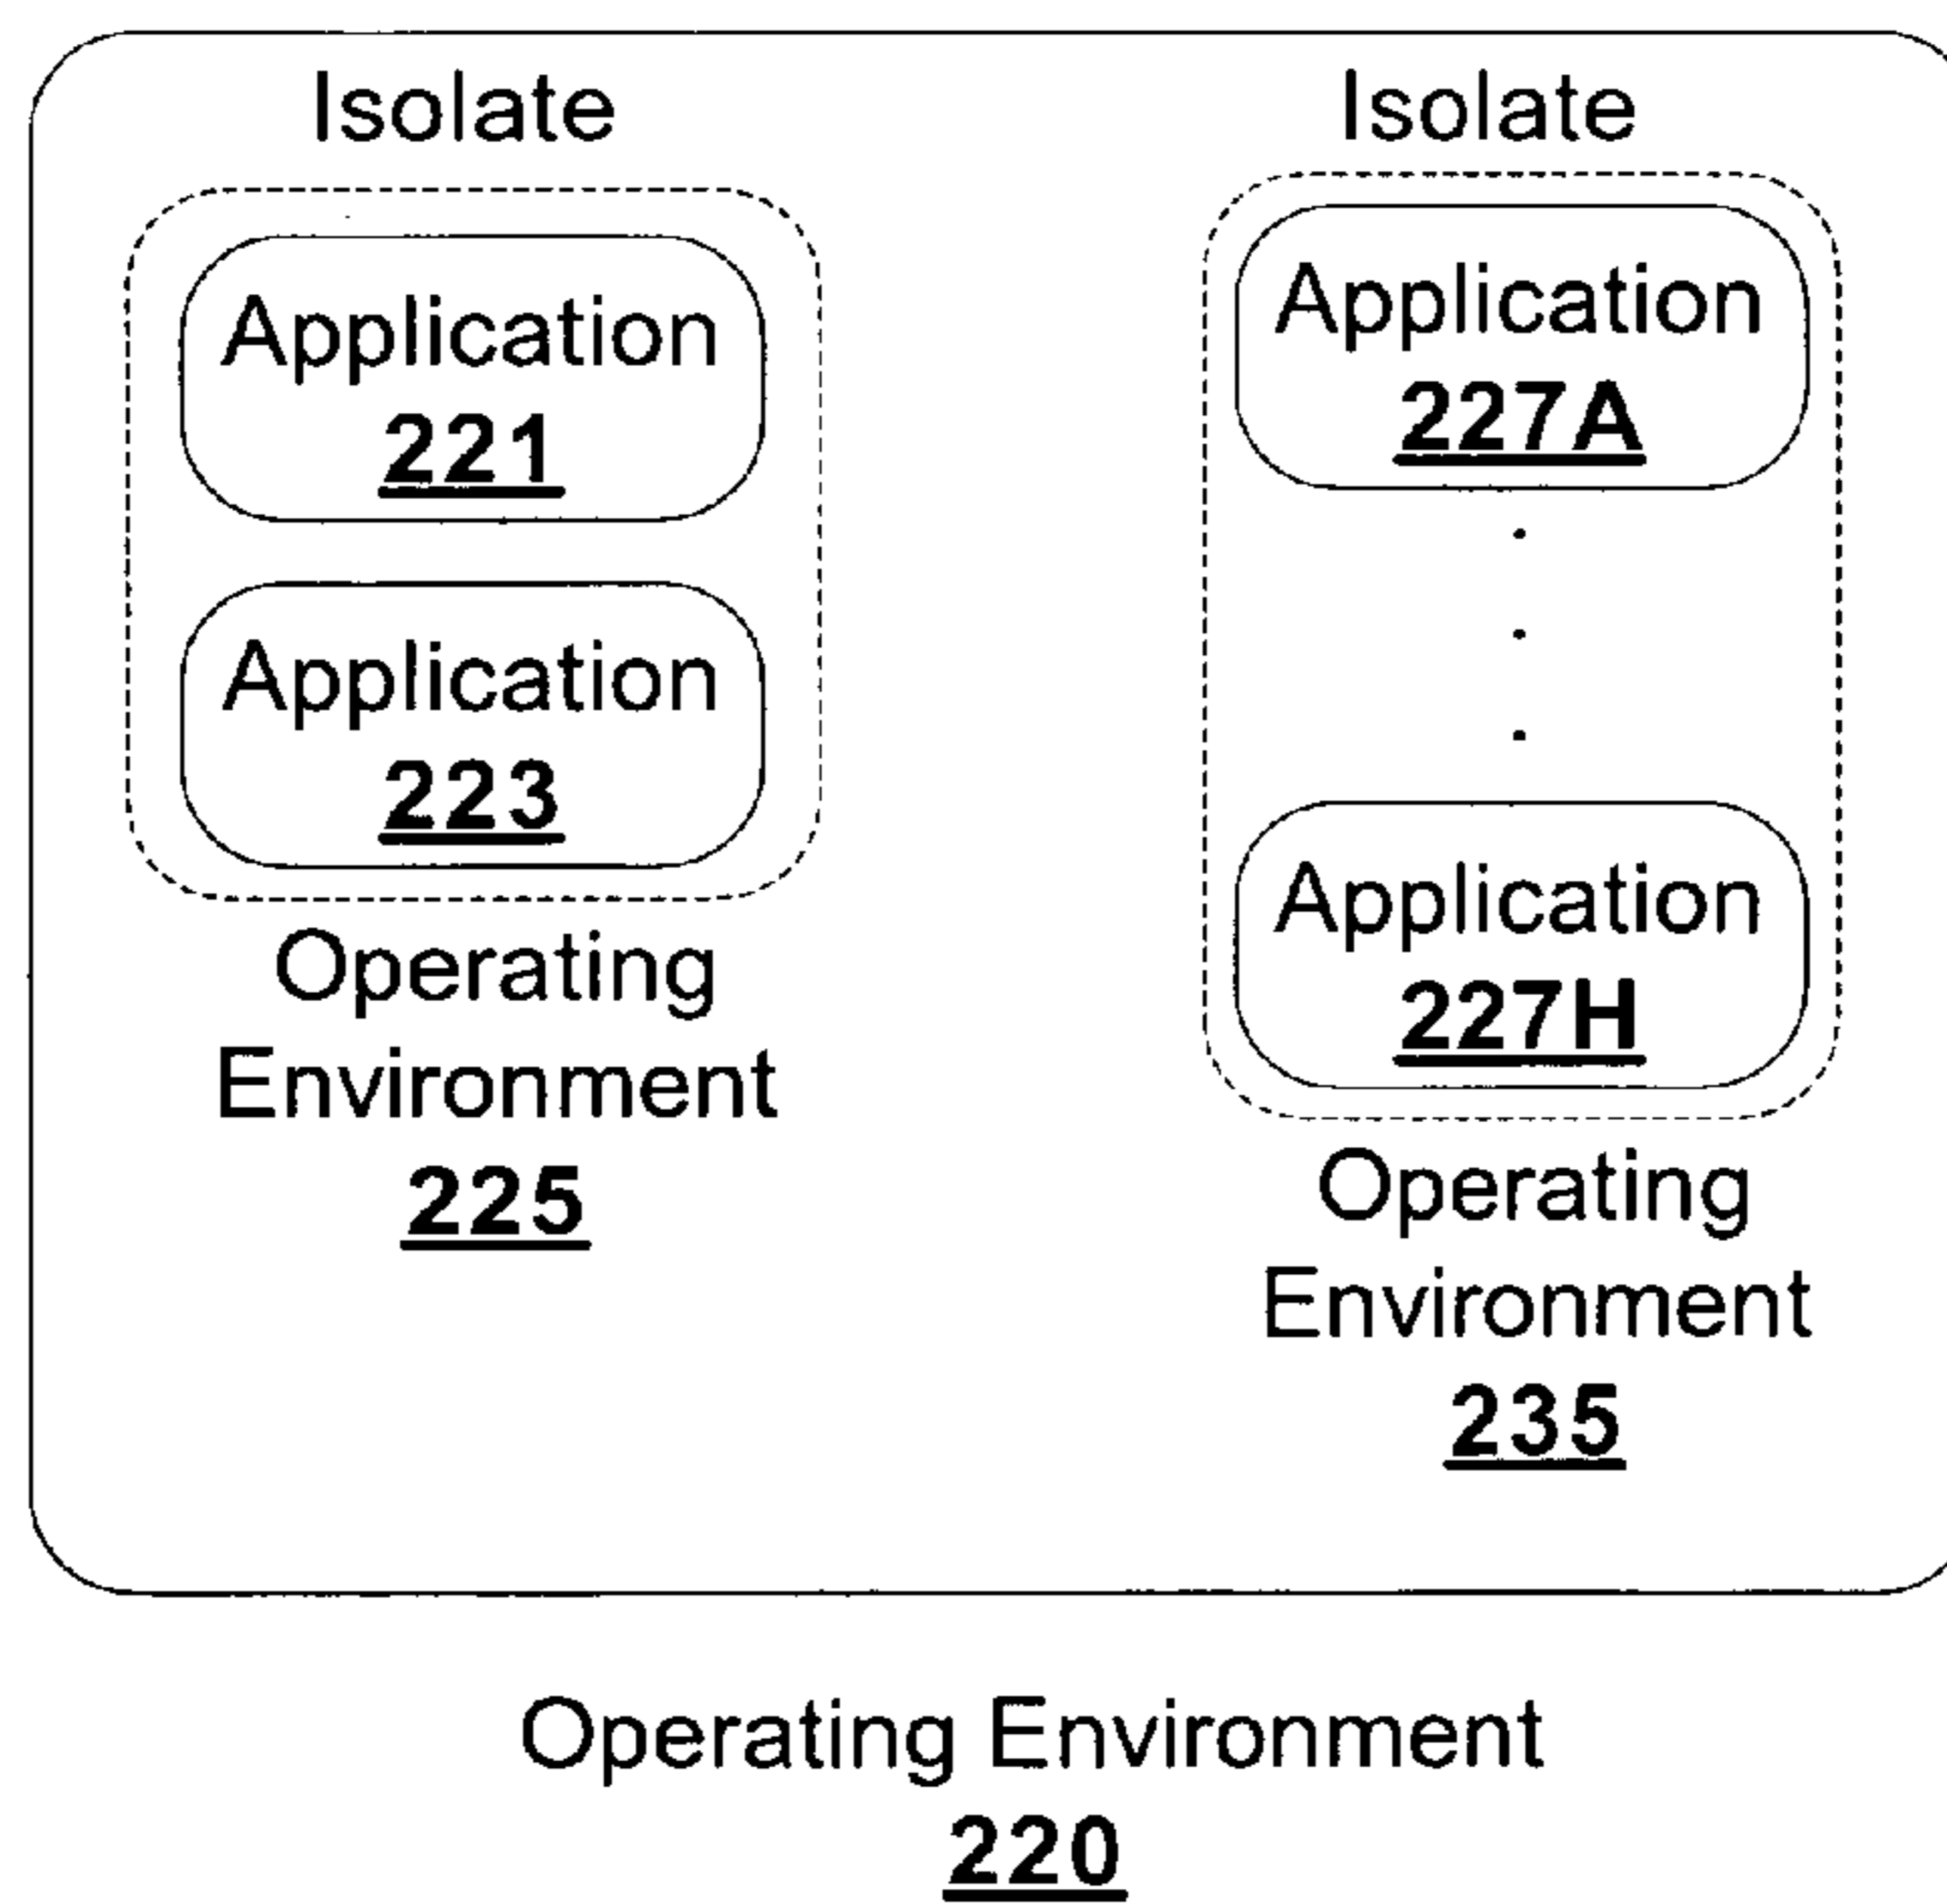 Isolate
Application
221
Application
223
Operating
Environment
225
Isolate
Application
227A
Application
227H
Operating
Environment
235
Operating Environment
220